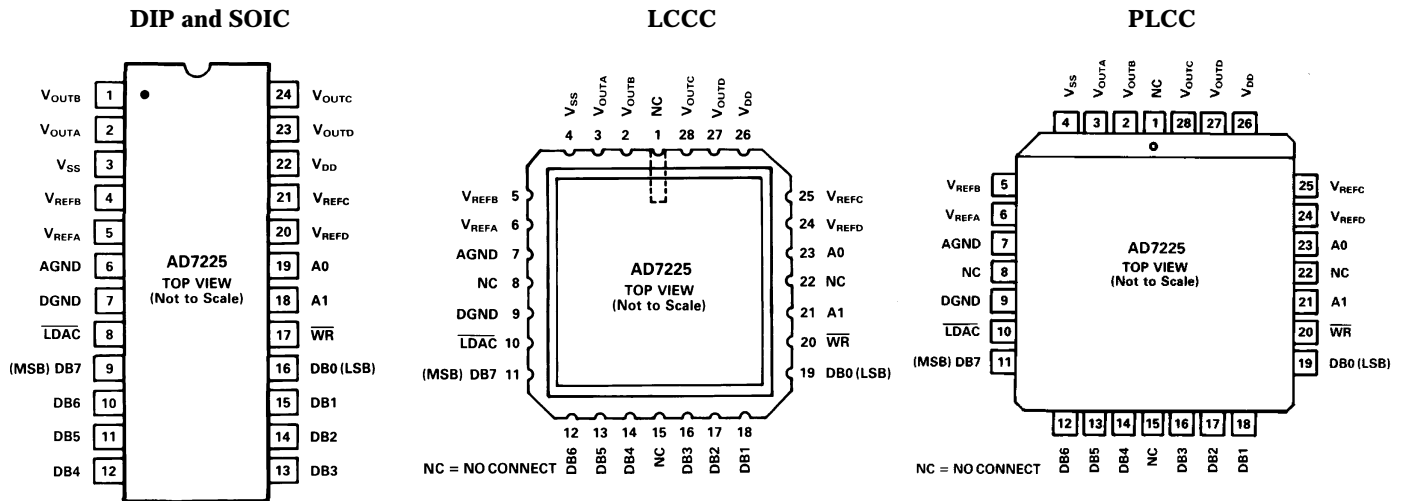 DIP and SOIC
VOUTB 1
VOUTA 2
VSS 3
VREFB 4
VREFA 5
AGND 6
DGND 7
LDAC 8
(MSB) DB7 9
DB6 10
DB5 11
DB4 12
24 VOUTC
23 VOUTD
22 VDD
21 VREFC
20 VREFD
19 A0
18 A1
17 WR
16 DB0 (LSB)
15 DB1
14 DB2
13 DB3
AD7225
TOP VIEW
(Not to Scale)
LCCC
VSS VOUTA VOUTB NC VOUTC VOUTD VDD
4 3 2 1 28 27 26
VREFB 5
VREFA 6
AGND 7
NC 8
DGND 9
LDAC 10
(MSB) DB7 11
25 VREFC
24 VREFD
23 A0
22 NC
21 A1
20 WR
19 DB0 (LSB)
AD7225
TOP VIEW
(Not to Scale)
12 13 14 15 16 17 18
DB6 DB5 DB4 NC DB3 DB2 DB1
NC = NO CONNECT
PLCC
VSS VOUTA VOUTB NC VOUTC VOUTD VDD
4 3 2 1 28 27 26
VREFB 5
VREFA 6
AGND 7
NC 8
DGND 9
LDAC 10
(MSB) DB7 11
25 VREFC
24 VREFD
23 A0
22 NC
21 A1
20 WR
19 DB0 (LSB)
AD7225
TOP VIEW
(Not to Scale)
12 13 14 15 16 17 18
DB6 DB5 DB4 NC DB3 DB2 DB1
NC = NO CONNECT